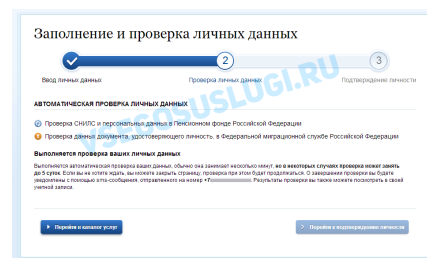 Заполнение и проверка личных данных
2
3
Ввод личных данных
Проверка личных данных
Подтверждение личности
VSEGOSUSLUGI.RU
АВТОМАТИЧЕСКАЯ ПРОВЕРКА ЛИЧНЫХ ДАННЫХ
Проверка СНИЛС и персональных данных в Пенсионном фонде Российской Федерации
Проверка данных документа, удостоверяющего личность, в Федеральной миграционной службе Российской Федерации
Выполняется проверка ваших личных данных
Выполняется автоматическая проверка ваших данных, обычно она занимает несколько минут, но в некоторых случаях проверка может занять
до 5 суток. Если вы не хотите ждать, вы можете закрыть страницу, проверка при этом будет продолжаться. О завершении проверки вы будете
уведомлены с помощью sms-сообщения, отправленного на номер +7 Результаты проверки вы также можете посмотреть в своей
учетной записи.
Перейти в каталог услуг
Перейти к подтверждению личности